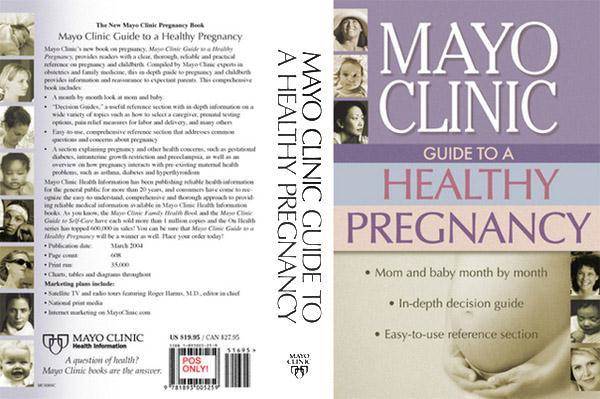 The New Mayo Clinic Pregnancy Book
Mayo Clinic Guide to a Healthy Pregnancy
Mayo Clinic's new book on pregnancy, Mayo Clinic Guide to a Healthy
Pregnancy, provides readers with a clear, thorough, reliable and practical
reference on pregnancy and childbirth. Compiled by Mayo Clinic experts in
obstetrics and family medicine, this in-depth guide to pregnancy and childbirth
provides information and reassurance to expectant parents. This comprehensive
book includes:
• A month-by-month look at mom and baby
• "Decision Guides," a useful reference section with in-depth information on a
wide variety of topics such as how to select a caregiver, prenatal testing
options, pain relief measures for labor and delivery, and many others
• Easy-to-use, comprehensive reference section that addresses common
questions and concerns about pregnancy
• A section explaining pregnancy and other health concerns, such as gestational
diabetes, intrauterine growth restriction and preeclampsia, as well as an
overview on how pregnancy interacts with pre-existing maternal health
problems, such as asthma, diabetes and hyperthyroidism
Mayo Clinic Health Information has been publishing reliable health information
for the general public for more than 20 years, and consumers have come to rec-
ognize the easy-to-understand, comprehensive and thorough approach to provid-
ing reliable medical information available in Mayo Clinic Health Information
books. As you know, the Mayo Clinic Family Health Book and the Mayo Clinic
Guide to Self-Care have each sold more than 1 million copies and the On Health
series has topped 600,000 in sales! You can be sure that Mayo Clinic Guide to a
Healthy Pregnancy will be a winner as well. Place your order today!
• Publication date: March 2004
• Page count: 608
• Print run: 35,000
• Charts, tables and diagrams throughout
Marketing plans include:
• Satellite TV and radio tours featuring Roger Harms, M.D., editor in chief
• National print media
• Internet marketing on MayoClinic.com
MAYO CLINIC
Health Information
A question of health?
Mayo Clinic books are the answer.
US $19.95 / CAN $27.95
51695>
POS
ONLY!
9 781893 005259
MAYO CLINIC GUIDE TO
A HEALTHY PREGNANCY
MAYO
CLINIC
MAYO
CLINIC
GUIDE TO A
HEALTHY
PREGNANCY
• Mom and baby month by month
• In-depth decision guide
• Easy-to-use reference section